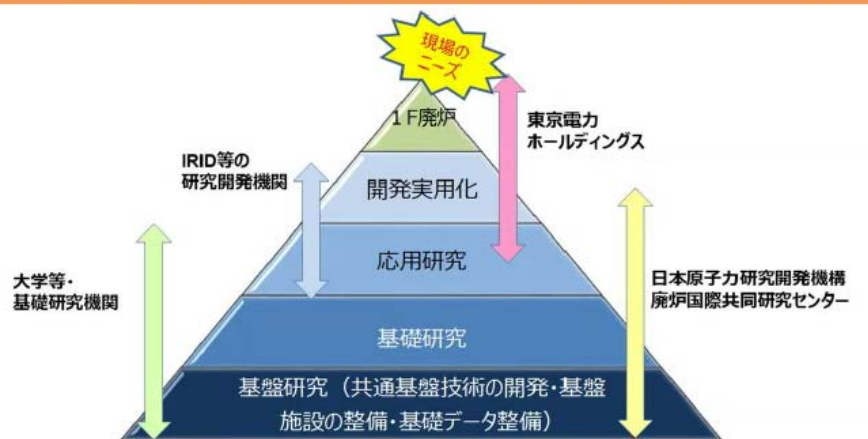 現場の
ニーズ
1F廃炉
東京電力
ホールディングス
IRID等の
研究開発機関
開発実用化
応用研究
大学等・
基礎研究機関
日本原子力研究開発機構
廃炉国際共同研究センター
基礎研究
基盤研究（共通基盤技術の開発・基盤
施設の整備・基礎データ整備）